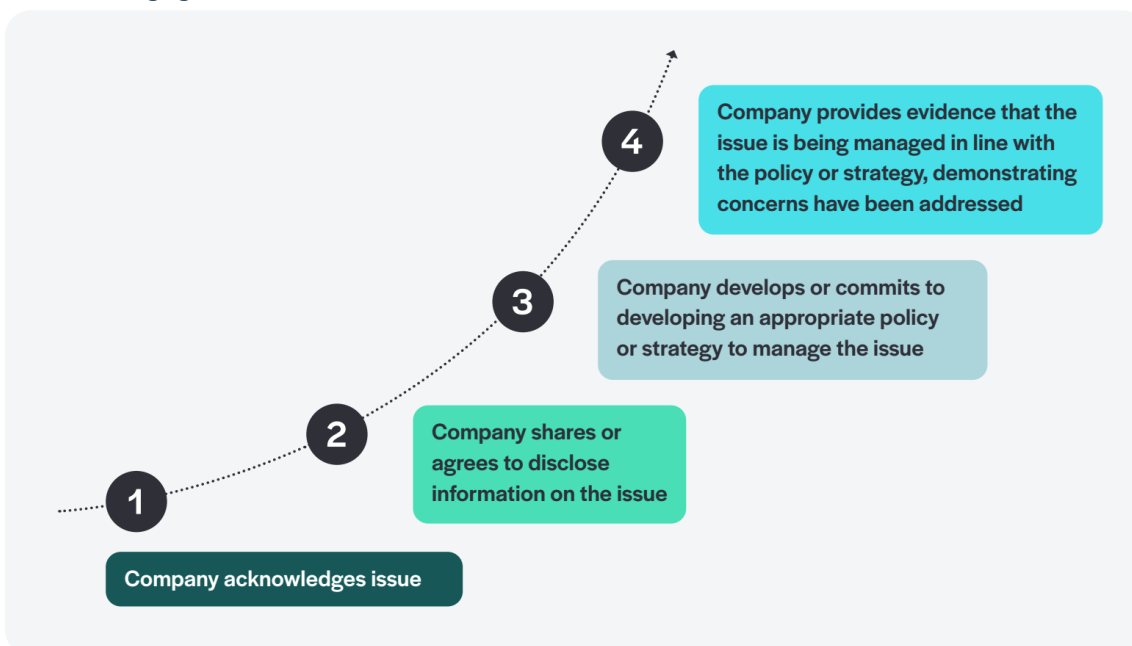 1
Company acknowledges issue
2
Company shares or
agrees to disclose
information on the issue
3
Company develops or commits to
developing an appropriate policy
or strategy to manage the issue
4
Company provides evidence that the
issue is being managed in line with
the policy or strategy, demonstrating
concerns have been addressed